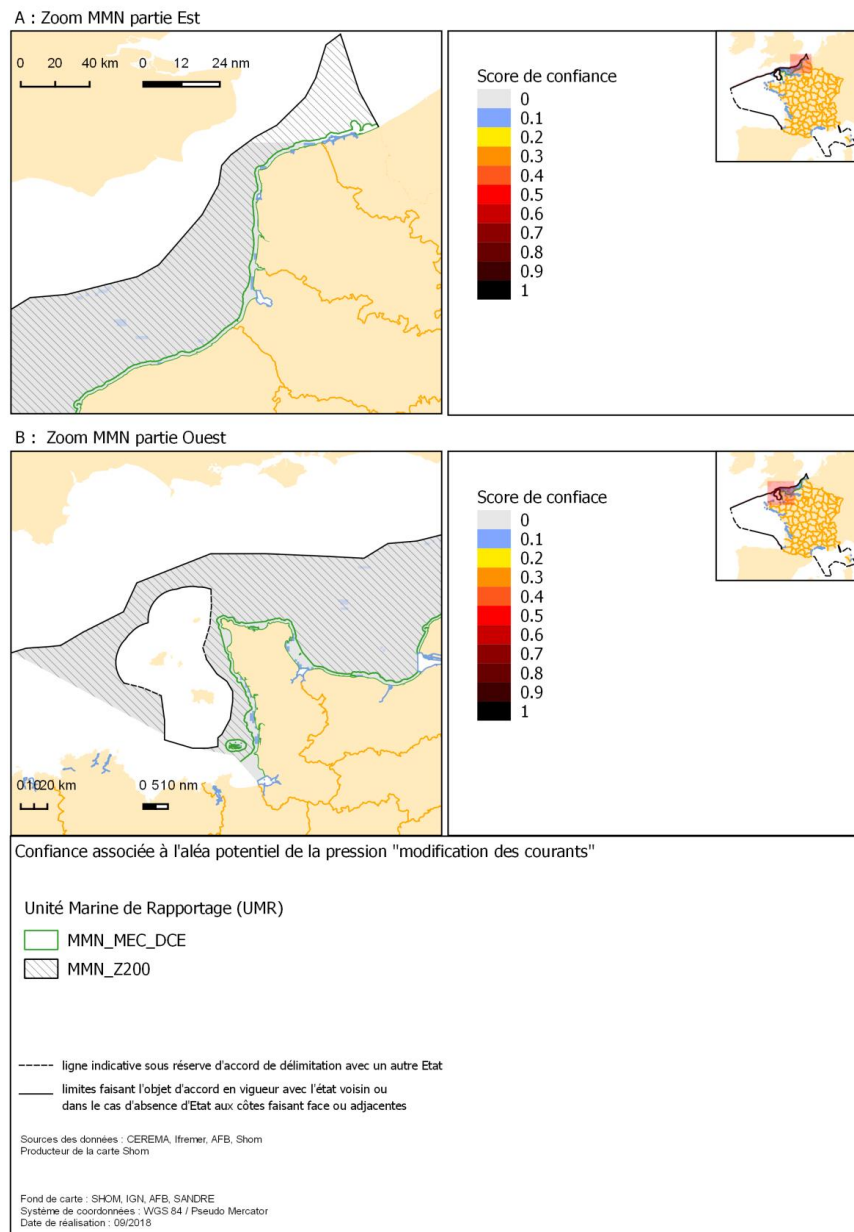 A : Zoom MMN partie Est
0 20 40 km
0 12 24 nm
Score de confiance
0
0.1
0.2
0.3
0.4
0.5
0.6
0.7
0.8
0.9
1
B : Zoom MMN partie Ouest
0 10 20 km
0 5 10 nm
Score de confiace
0
0.1
0.2
0.3
0.4
0.5
0.6
0.7
0.8
0.9
1
Confiance associée à l'aléa potentiel de la pression "modification des courants"
Unité Marine de Rapportage (UMR)
MMN_MEC_DCE
MMN_Z200
ligne indicative sous réserve d'accord de délimitation avec un autre Etat
limites faisant l'objet d'accord en vigueur avec l'état voisin ou
dans le cas d'absence d'Etat aux côtes faisant face ou adjacentes
Sources des données : CEREMA, Ifremer, AFB, Shom
Producteur de la carte Shom
Fond de carte : SHOM, IGN, AFB, SANDRE
Système de coordonnées : WGS 84 / Pseudo Mercator
Date de réalisation : 09/2018